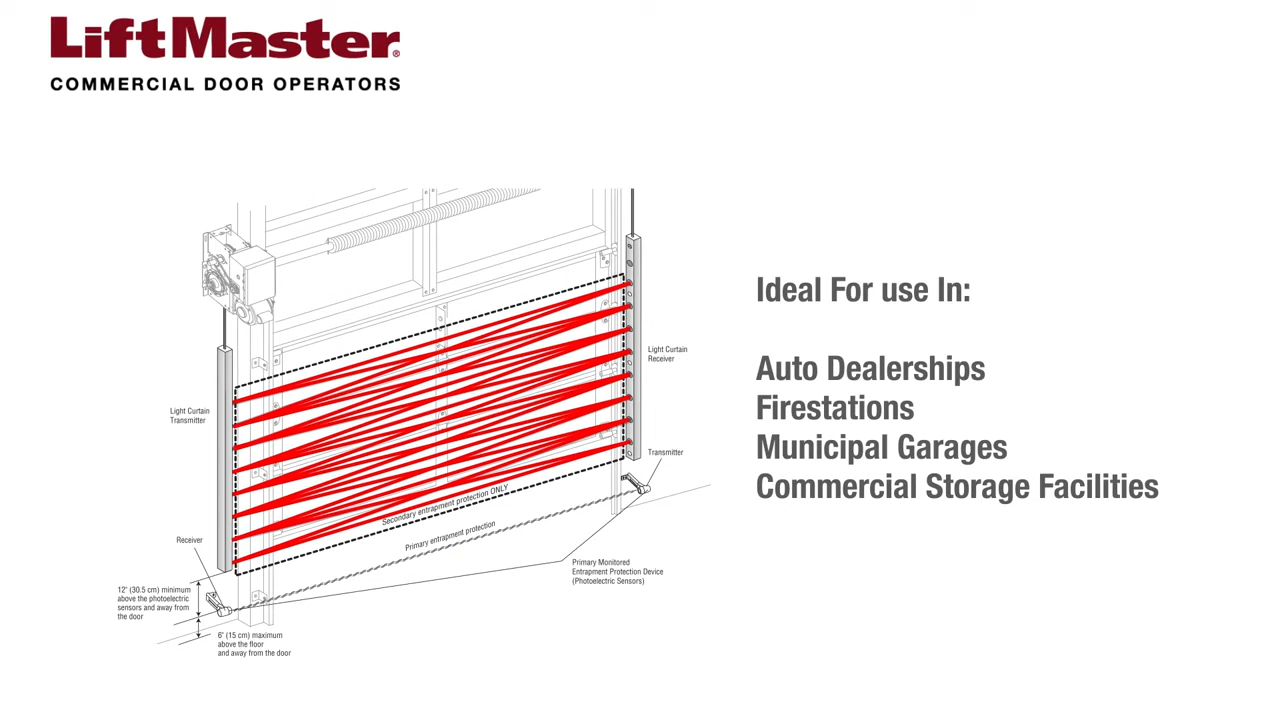 LiftMaster®
COMMERCIAL DOOR OPERATORS
Light Curtain
Receiver
Light Curtain
Transmitter
Transmitter
Secondary entrapment protection ONLY
Primary entrapment protection
Receiver
Primary Monitored
Entrapment Protection Device
(Photoelectric Sensors)
12" (30.5 cm) minimum
above the photoelectric
sensors and away from
the door
6" (15 cm) maximum
above the floor
and away from the door
Ideal For use In:
Auto Dealerships
Firestations
Municipal Garages
Commercial Storage Facilities